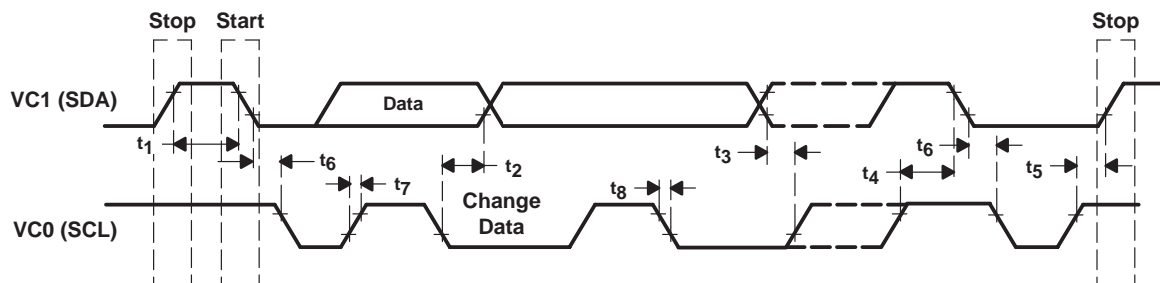 Stop Start Stop
VC1 (SDA)
Data
t1
t6
t2
t3
t6
t5
t7
t8
t4
Change
Data
VC0 (SCL)